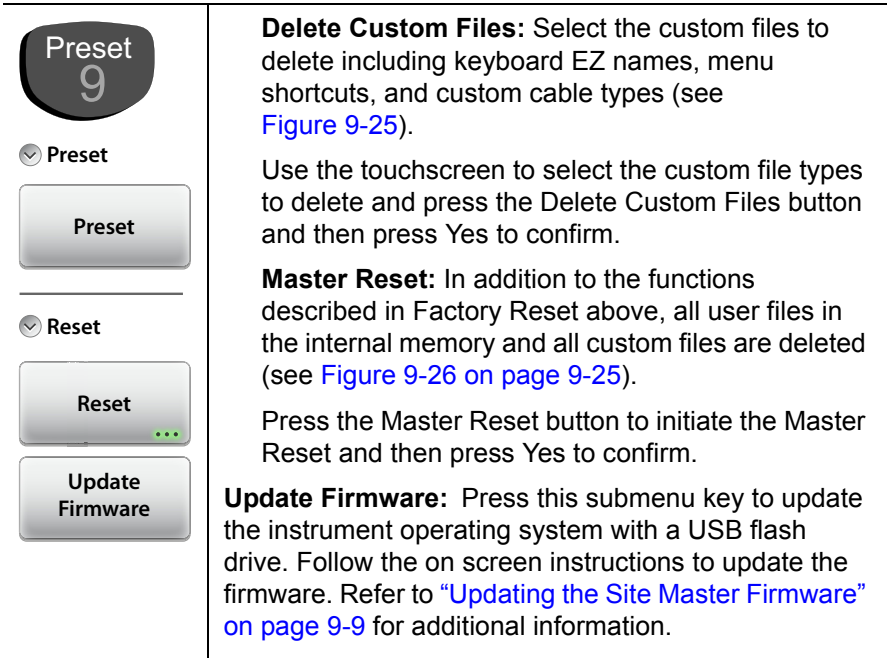 Preset
9
Preset
Preset
Reset
Reset
Update
Firmware
Delete Custom Files: Select the custom files to
delete including keyboard EZ names, menu
shortcuts, and custom cable types (see
Figure 9-25).
Use the touchscreen to select the custom file types
to delete and press the Delete Custom Files button
and then press Yes to confirm.
Master Reset: In addition to the functions
described in Factory Reset above, all user files in
the internal memory and all custom files are deleted
(see Figure 9-26 on page 9-25).
Press the Master Reset button to initiate the Master
Reset and then press Yes to confirm.
Update Firmware: Press this submenu key to update
the instrument operating system with a USB flash
drive. Follow the on screen instructions to update the
firmware. Refer to “Updating the Site Master Firmware”
on page 9-9 for additional information.